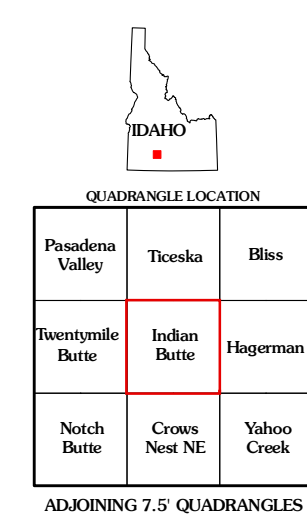 IDAHO
QUADRANGLE LOCATION
Pasadena
Valley
Ticeska
Bliss
Twentymile
Butte
Indian
Butte
Hagerman
Notch
Butte
Crows
Nest NE
Yahoo
Creek
ADJOINING 7.5' QUADRANGLES